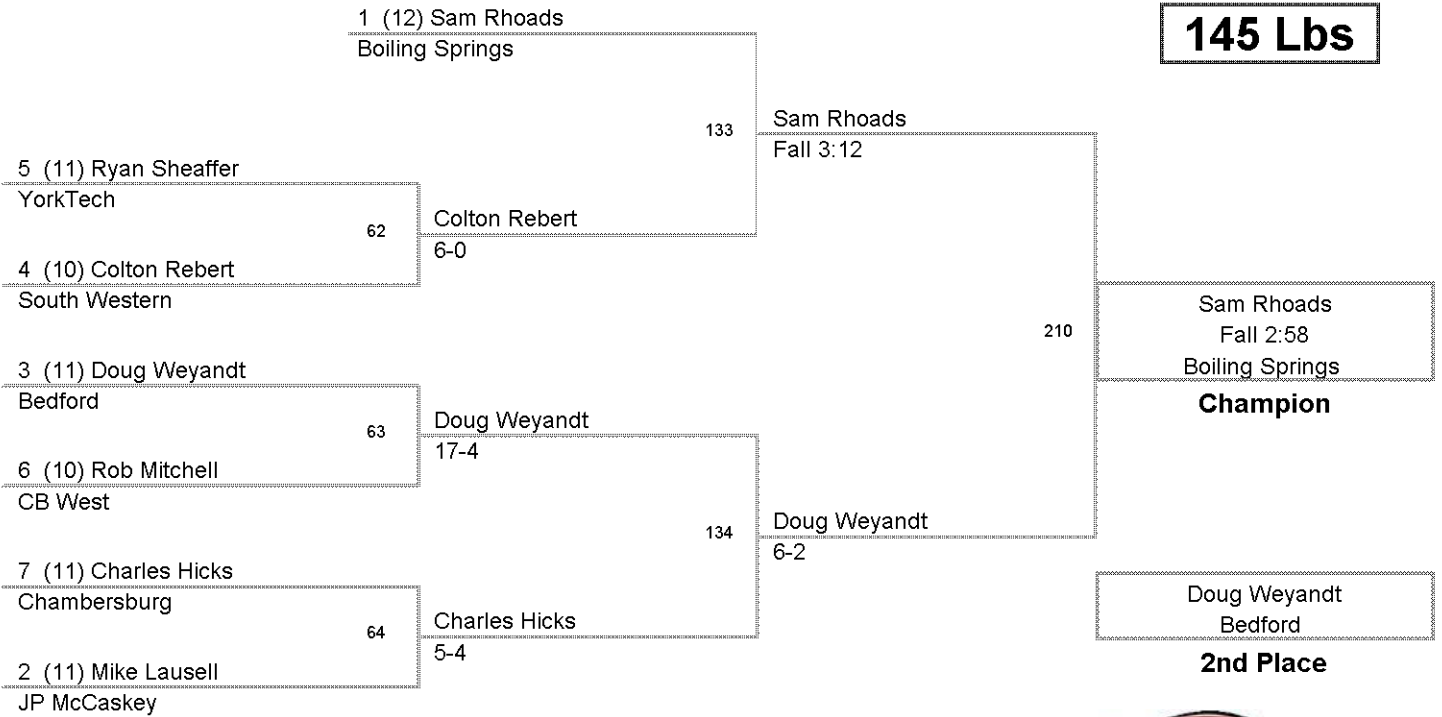 1 (12) Sam Rhoads
Boiling Springs
145 Lbs
133
Sam Rhoads
Fall 3:12
5 (11) Ryan Sheaffer
YorkTech
62
Colton Rebert
6-0
4 (10) Colton Rebert
South Western
210
Sam Rhoads
Fall 2:58
Boiling Springs
Champion
3 (11) Doug Weyandt
Bedford
63
Doug Weyandt
17-4
6 (10) Rob Mitchell
CB West
134
Doug Weyandt
6-2
7 (11) Charles Hicks
Chambersburg
64
Charles Hicks
5-4
2 (11) Mike Lausell
JP McCaskey
Doug Weyandt
Bedford
2nd Place